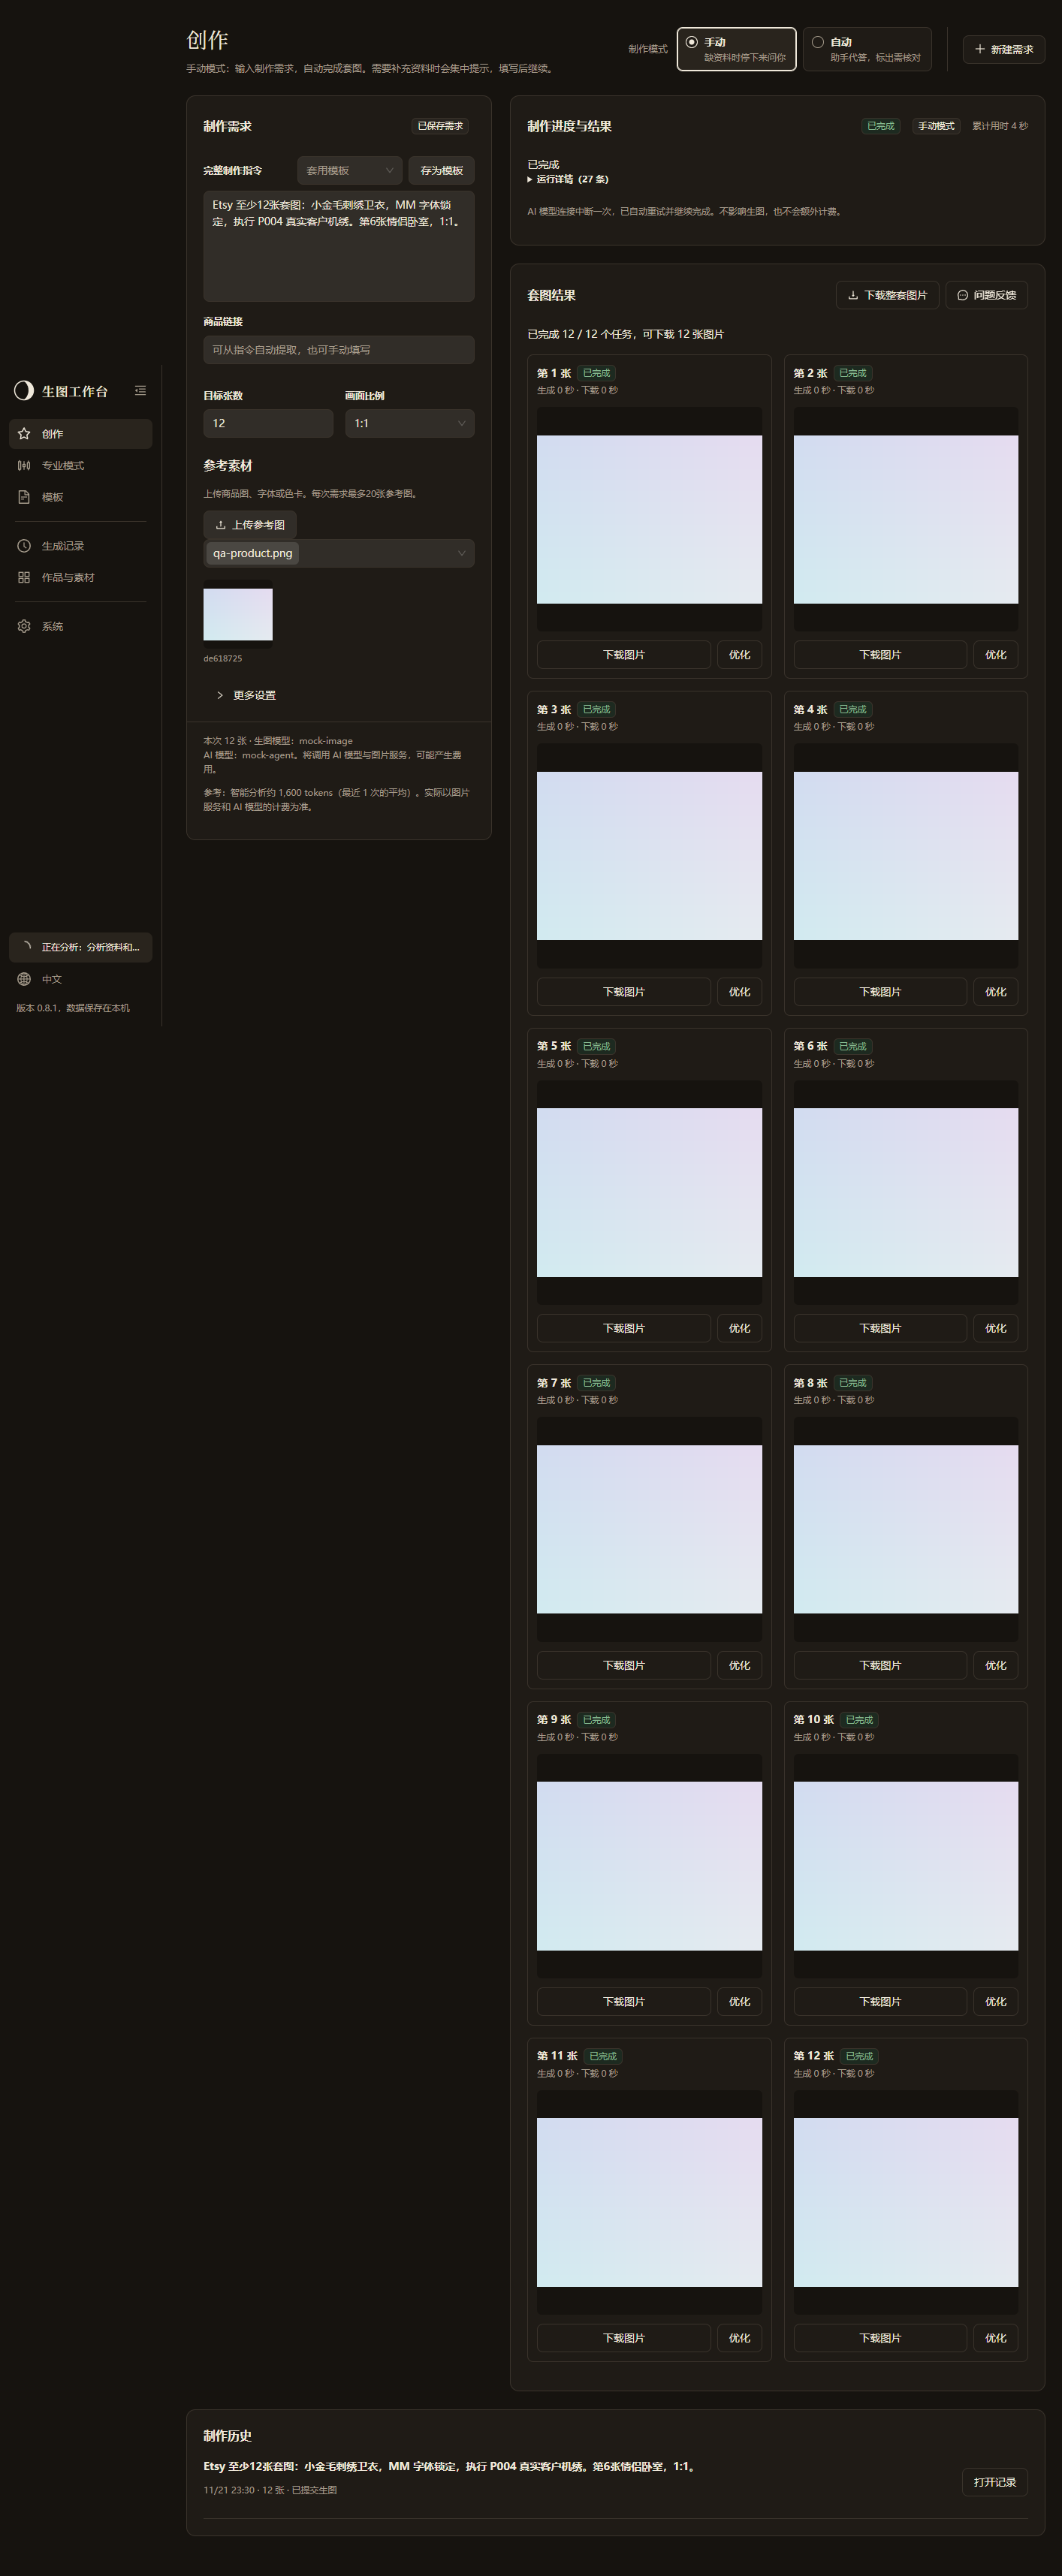 创作
手动模式：输入制作需求，自动完成套图。需要补充资料时会集中提示，填写后继续。
制作模式
手动
缺资料时停下来问你
自动
助手代答，标出需核对
新建需求
生图工作台
创作
专业模式
模板
生成记录
作品与素材
系统
正在分析：分析资料和...
中文
版本 0.8.1，数据保存在本机
制作需求
已保存需求
完整制作指令
套用模板
存为模板
Etsy 至少12张套图：小金毛刺绣卫衣，MM 字体锁
定，执行 P004 真实客户机绣。第6张情侣卧室，1:1。
商品链接
可从指令自动提取，也可手动填写
目标张数
画面比例
12
1:1
参考素材
上传商品图、字体或色卡。每次需求最多20张参考图。
上传参考图
qa-product.png
de618725
更多设置
本次 12 张 · 生图模型：mock-image
AI 模型：mock-agent。将调用 AI 模型与图片服务，可能产生费
用。
参考：智能分析约 1,600 tokens（最近 1 次的平均）。实际以图片
服务和 AI 模型的计费为准。
制作进度与结果
已完成
手动模式
累计用时 4 秒
已完成
运行详情（27 条）
AI 模型连接中断一次，已自动重试并继续完成。不影响生图，也不会额外计费。
套图结果
下载整套图片
问题反馈
已完成 12 / 12 个任务，可下载 12 张图片
第 1 张 已完成
生成 0 秒 · 下载 0 秒
下载图片 优化
第 2 张 已完成
生成 0 秒 · 下载 0 秒
下载图片 优化
第 3 张 已完成
生成 0 秒 · 下载 0 秒
下载图片 优化
第 4 张 已完成
生成 0 秒 · 下载 0 秒
下载图片 优化
第 5 张 已完成
生成 0 秒 · 下载 0 秒
下载图片 优化
第 6 张 已完成
生成 0 秒 · 下载 0 秒
下载图片 优化
第 7 张 已完成
生成 0 秒 · 下载 0 秒
下载图片 优化
第 8 张 已完成
生成 0 秒 · 下载 0 秒
下载图片 优化
第 9 张 已完成
生成 0 秒 · 下载 0 秒
下载图片 优化
第 10 张 已完成
生成 0 秒 · 下载 0 秒
下载图片 优化
第 11 张 已完成
生成 0 秒 · 下载 0 秒
下载图片 优化
第 12 张 已完成
生成 0 秒 · 下载 0 秒
下载图片 优化
制作历史
Etsy 至少12张套图：小金毛刺绣卫衣，MM 字体锁定，执行 P004 真实客户机绣。第6张情侣卧室，1:1。
11/21 23:30 · 12 张 · 已提交生图
打开记录